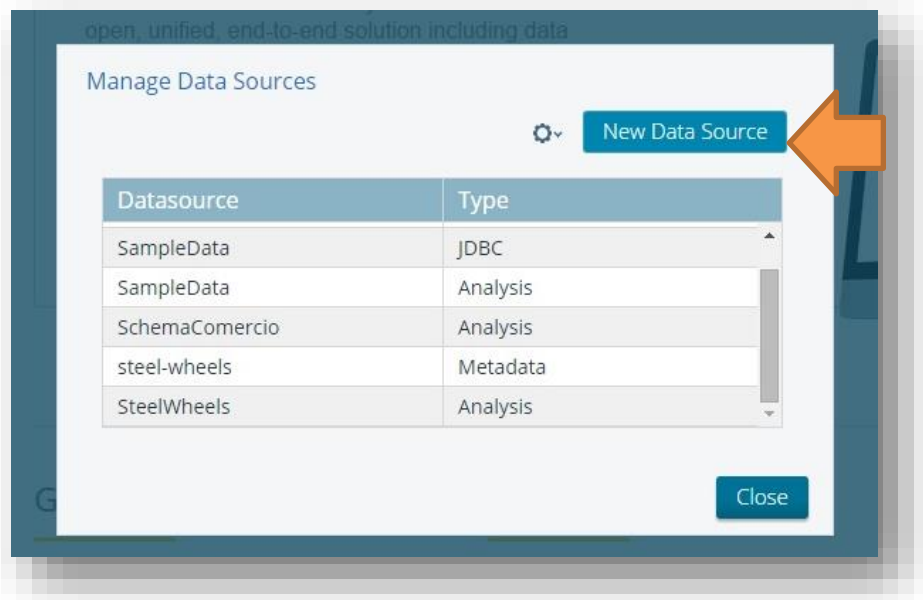 open, unified, end-to-end solution including data
Manage Data Sources
New Data Source
Datasource Type
SampleData JDBC
SampleData Analysis
SchemaComercio Analysis
steel-wheels Metadata
SteelWheels Analysis
G
Close